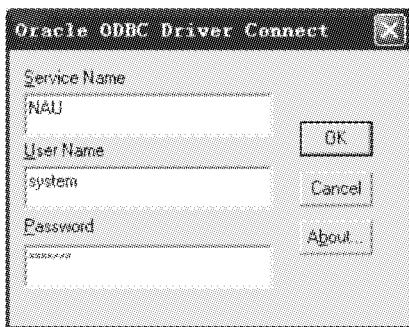 Oracle ODBC Driver Connect
Service Name
NAU
OK
User Name
system
Cancel
Password
About...
*******